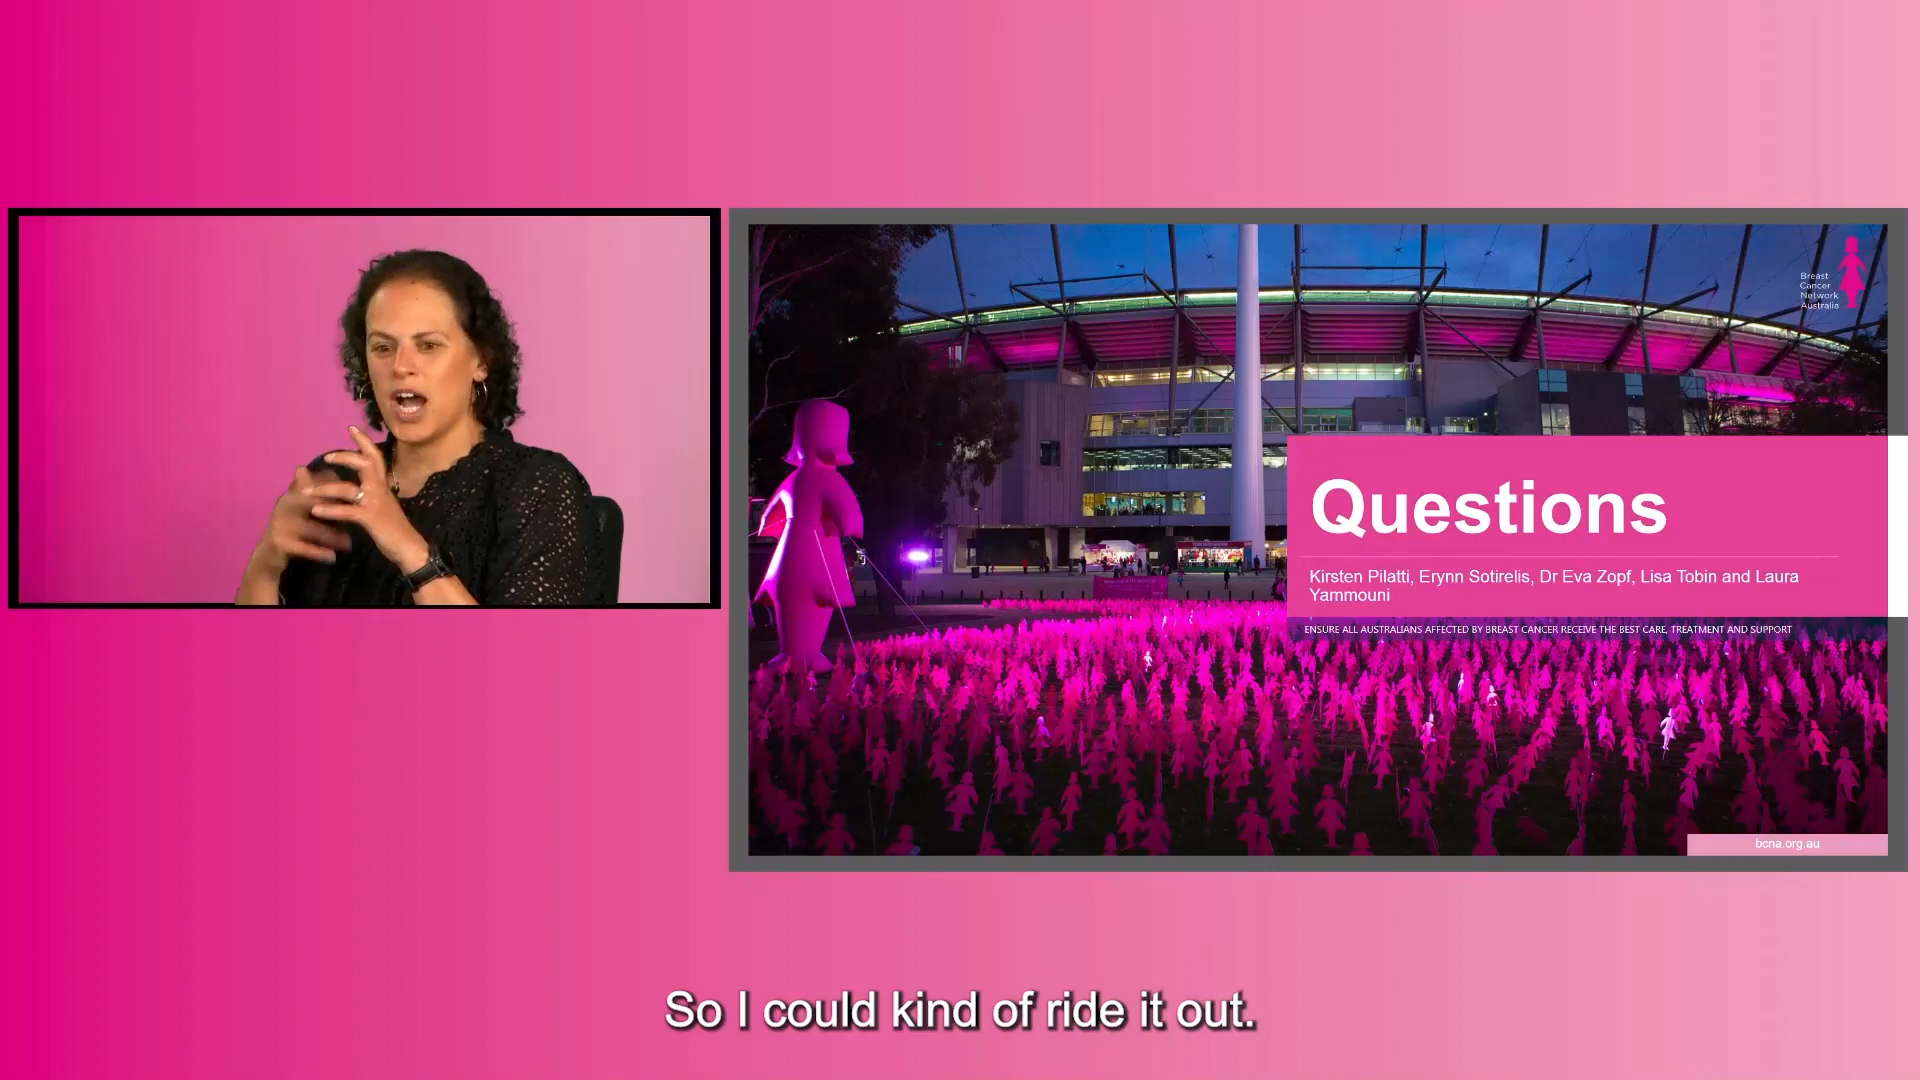 Breast
Cancer
Network
Australia
Questions
Kirsten Pilatti, Erynn Sotirelis, Dr Eva Zopf, Lisa Tobin and Laura
Yammouni
ENSURE ALL AUSTRALIANS AFFECTED BY BREAST CANCER RECEIVE THE BEST CARE, TREATMENT AND SUPPORT
bcna.org.au
So I could kind of ride it out.